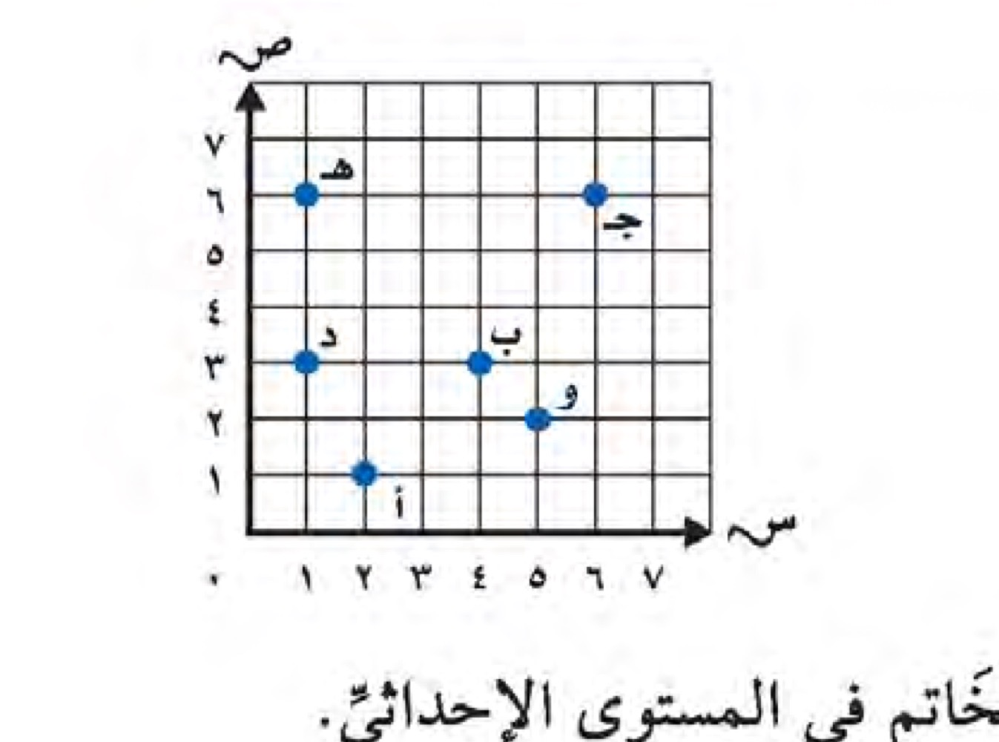 ص
٧
هـ
٦
جـ
٥
٤
د
ب
٣
و
٢
١
أ
س
٠ ١ ٢ ٣ ٤ ٥ ٦ ٧
خَاتم في المستوى الإحداثيِّ.